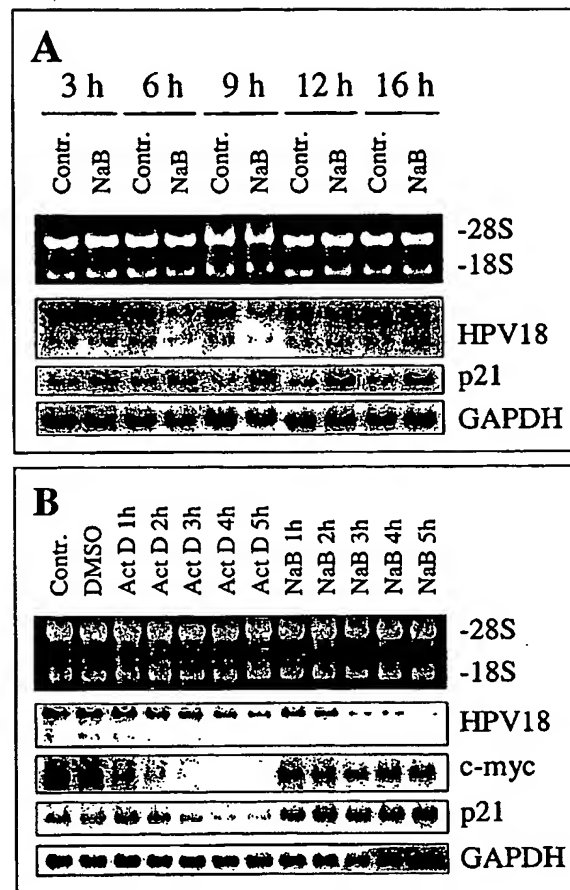 A
3 h 6 h 9 h 12 h 16 h
Contr. NaB Contr. NaB Contr. NaB Contr. NaB Contr. NaB
-28S
-18S
HPV18
p21
GAPDH
B
Contr. DMSO Act D 1h Act D 2h Act D 3h Act D 4h Act D 5h NaB 1h NaB 2h NaB 3h NaB 4h NaB 5h
-28S
-18S
HPV18
c-myc
p21
GAPDH